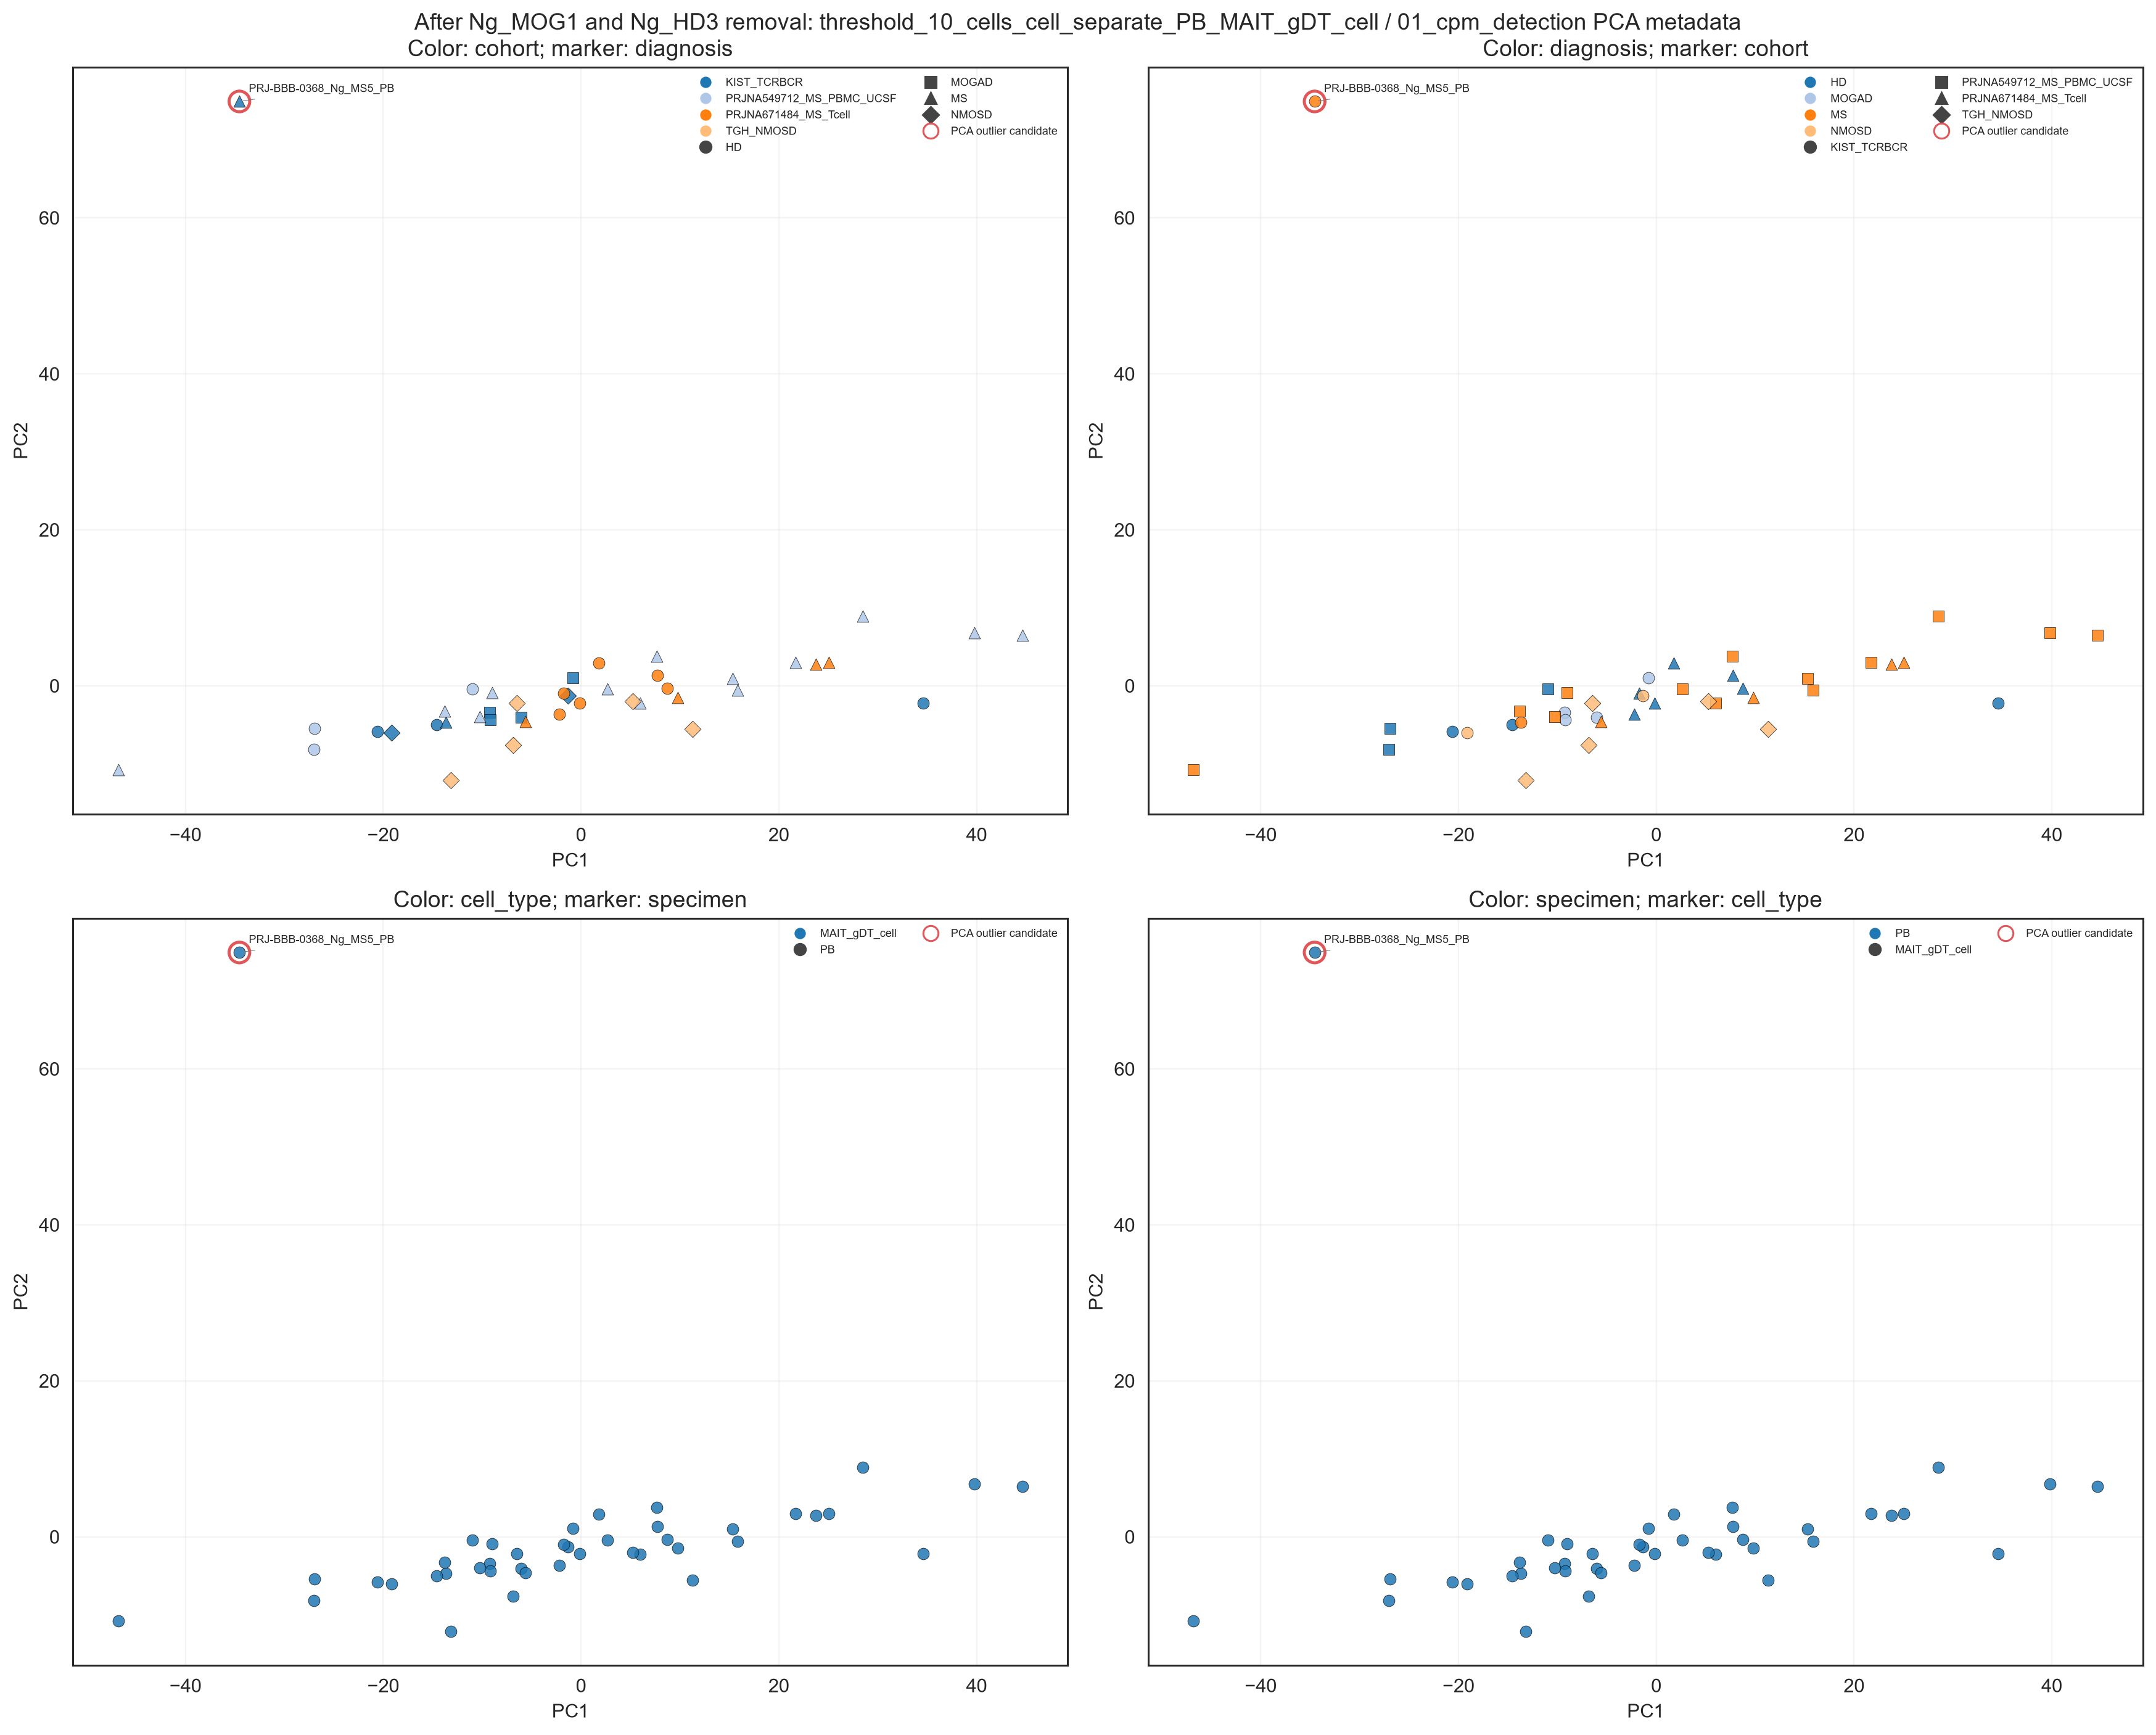 After Ng_MOG1 and Ng_HD3 removal: threshold_10_cells_cell_separate_PB_MAIT_gDT_cell / 01_cpm_detection PCA metadata
Color: cohort; marker: diagnosis
PRJ-BBB-0368_Ng_MS5_PB
KIST_TCRBCR
PRJNA549712_MS_PBMC_UCSF
PRJNA671484_MS_Tcell
TGH_NMOSD
HD
MOGAD
MS
NMOSD
PCA outlier candidate
60
40
20
0
PC2
−40
−20
0
20
40
PC1
Color: diagnosis; marker: cohort
PRJ-BBB-0368_Ng_MS5_PB
HD
MOGAD
MS
NMOSD
KIST_TCRBCR
PRJNA549712_MS_PBMC_UCSF
PRJNA671484_MS_Tcell
TGH_NMOSD
PCA outlier candidate
60
40
20
0
PC2
−40
−20
0
20
40
PC1
Color: cell_type; marker: specimen
PRJ-BBB-0368_Ng_MS5_PB
MAIT_gDT_cell
PB
PCA outlier candidate
60
40
20
0
PC2
−40
−20
0
20
40
PC1
Color: specimen; marker: cell_type
PRJ-BBB-0368_Ng_MS5_PB
PB
MAIT_gDT_cell
PCA outlier candidate
60
40
20
0
PC2
−40
−20
0
20
40
PC1